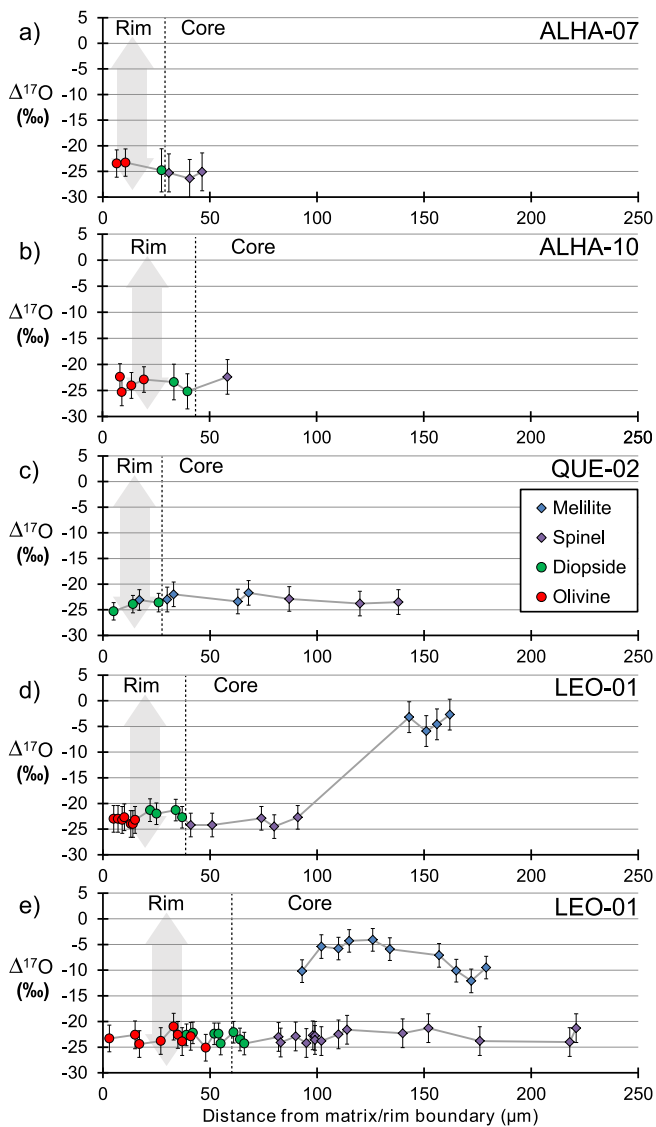 a)
Rim
Core
ALHA-07
Δ¹⁷O
(‰)
5
0
-5
-10
-15
-20
-25
-30
0
50
100
150
200
250
b)
Rim
Core
ALHA-10
Δ¹⁷O
(‰)
5
0
-5
-10
-15
-20
-25
-30
0
50
100
150
200
250
c)
Rim
Core
QUE-02
Δ¹⁷O
(‰)
5
0
-5
-10
-15
-20
-25
-30
Melilite
Spinel
Diopside
Olivine
0
50
100
150
200
250
d)
Rim
Core
LEO-01
Δ¹⁷O
(‰)
5
0
-5
-10
-15
-20
-25
-30
0
50
100
150
200
250
e)
Rim
Core
LEO-01
Δ¹⁷O
(‰)
5
0
-5
-10
-15
-20
-25
-30
0
50
100
150
200
250
Distance from matrix/rim boundary (µm)